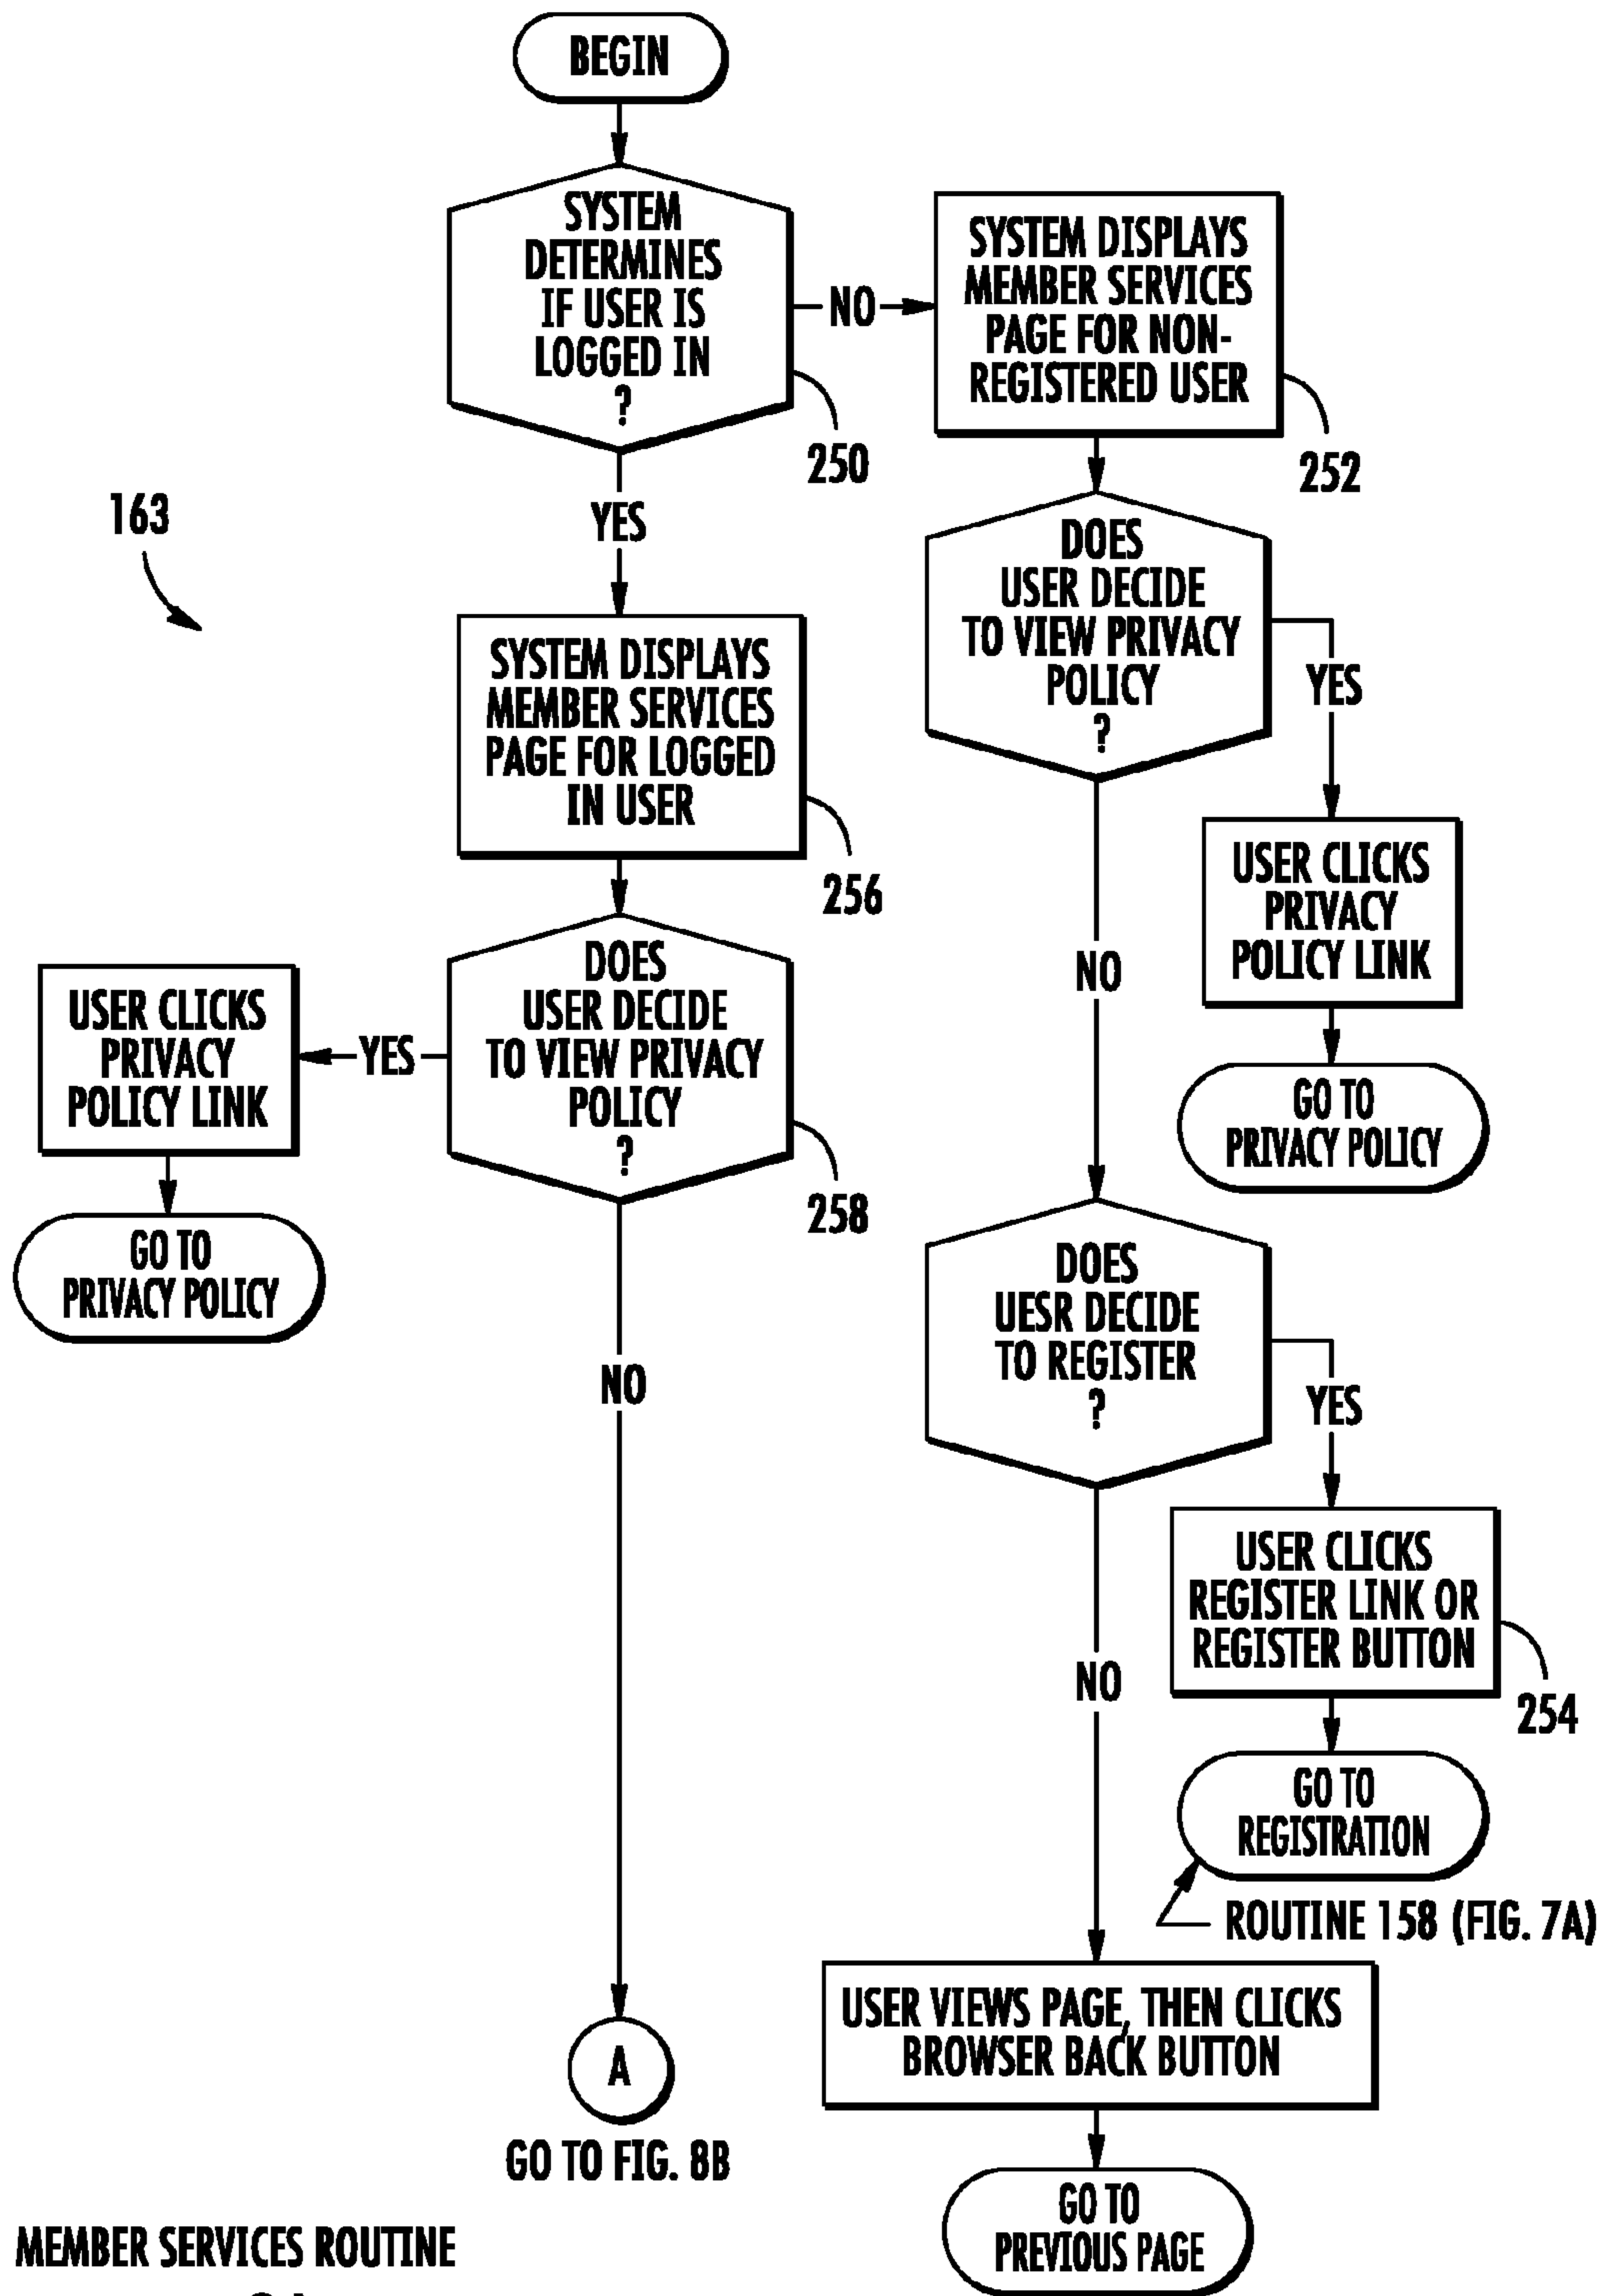 BEGIN
SYSTEM
DETERMINES
IF USER IS
LOGGED IN
?
250
NO
SYSTEM DISPLAYS
MEMBER SERVICES
PAGE FOR NON-
REGISTERED USER
252
163
YES
DOES
USER DECIDE
TO VIEW PRIVACY
POLICY
?
YES
SYSTEM DISPLAYS
MEMBER SERVICES
PAGE FOR LOGGED
IN USER
256
USER CLICKS
PRIVACY
POLICY LINK
NO
GO TO
PRIVACY POLICY
DOES
USER DECIDE
TO VIEW PRIVACY
POLICY
?
258
YES
USER CLICKS
PRIVACY
POLICY LINK
GO TO
PRIVACY POLICY
NO
DOES
UESR DECIDE
TO REGISTER
?
YES
USER CLICKS
REGISTER LINK OR
REGISTER BUTTON
254
NO
GO TO
REGISTRATION
ROUTINE 158 (FIG. 7A)
USER VIEWS PAGE, THEN CLICKS
BROWSER BACK BUTTON
A
GO TO FIG. 8B
GO TO
PREVIOUS PAGE
MEMBER SERVICES ROUTINE